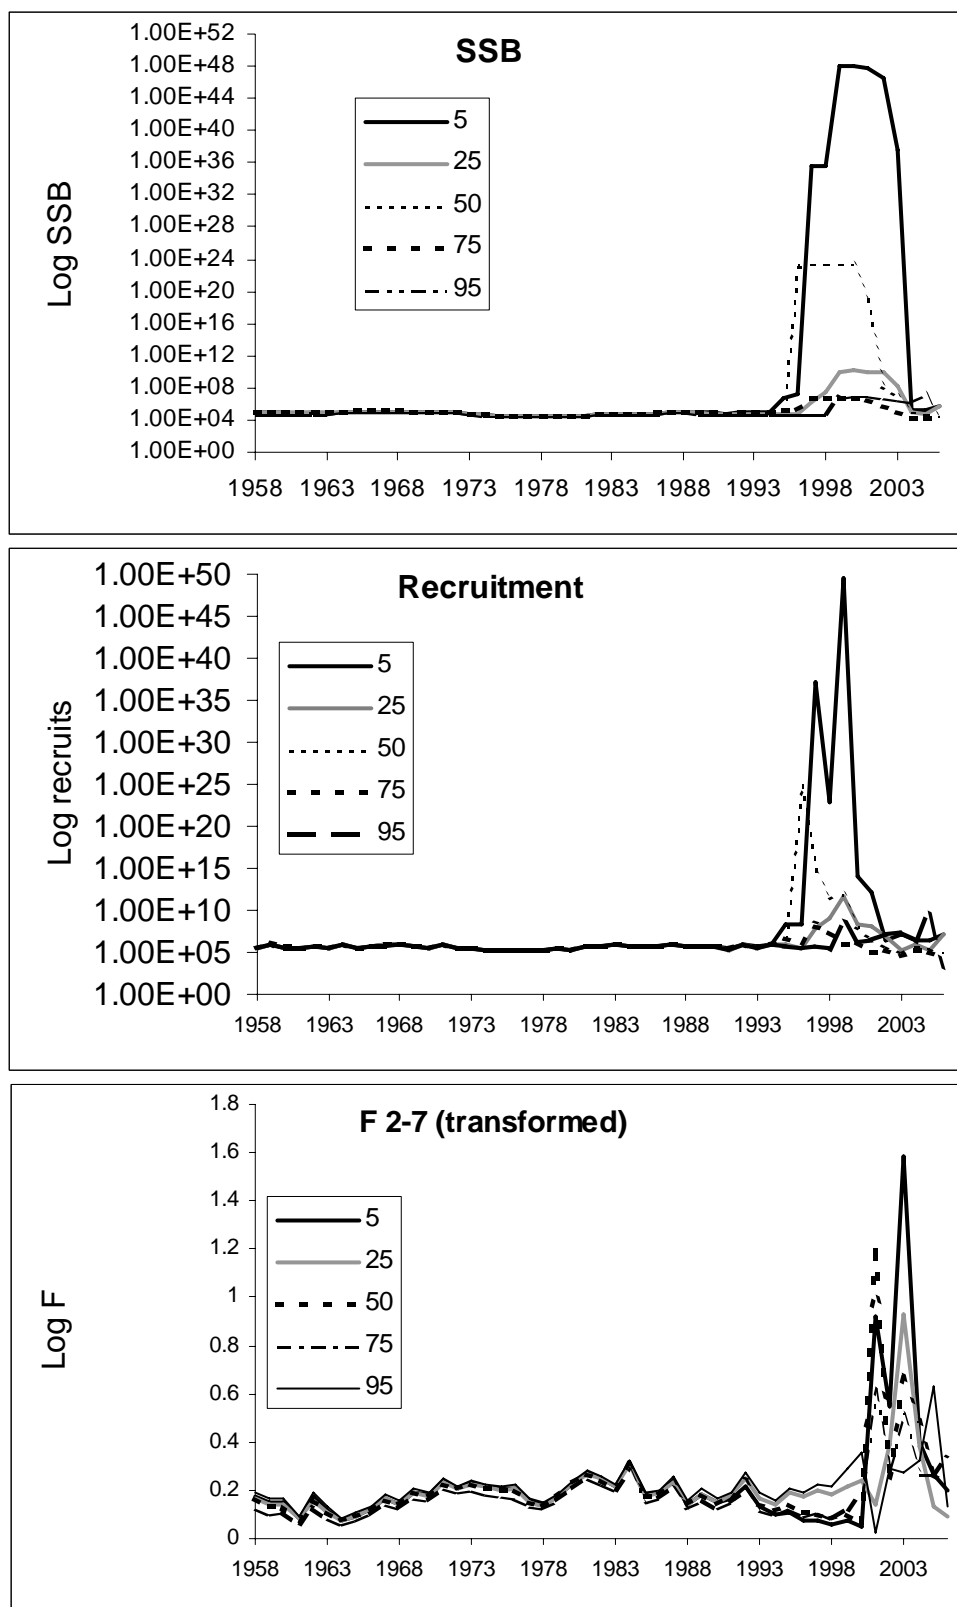 SSB
Log SSB
1.00E+52
1.00E+48
1.00E+44
1.00E+40
1.00E+36
1.00E+32
1.00E+28
1.00E+24
1.00E+20
1.00E+16
1.00E+12
1.00E+08
1.00E+04
1.00E+00
5
25
50
75
95
1958 1963 1968 1973 1978 1983 1988 1993 1998 2003
Recruitment
Log recruits
1.00E+50
1.00E+45
1.00E+40
1.00E+35
1.00E+30
1.00E+25
1.00E+20
1.00E+15
1.00E+10
1.00E+05
1.00E+00
5
25
50
75
95
1958 1963 1968 1973 1978 1983 1988 1993 1998 2003
F 2-7 (transformed)
Log F
1.8
1.6
1.4
1.2
1
0.8
0.6
0.4
0.2
0
5
25
50
75
95
1958 1963 1968 1973 1978 1983 1988 1993 1998 2003